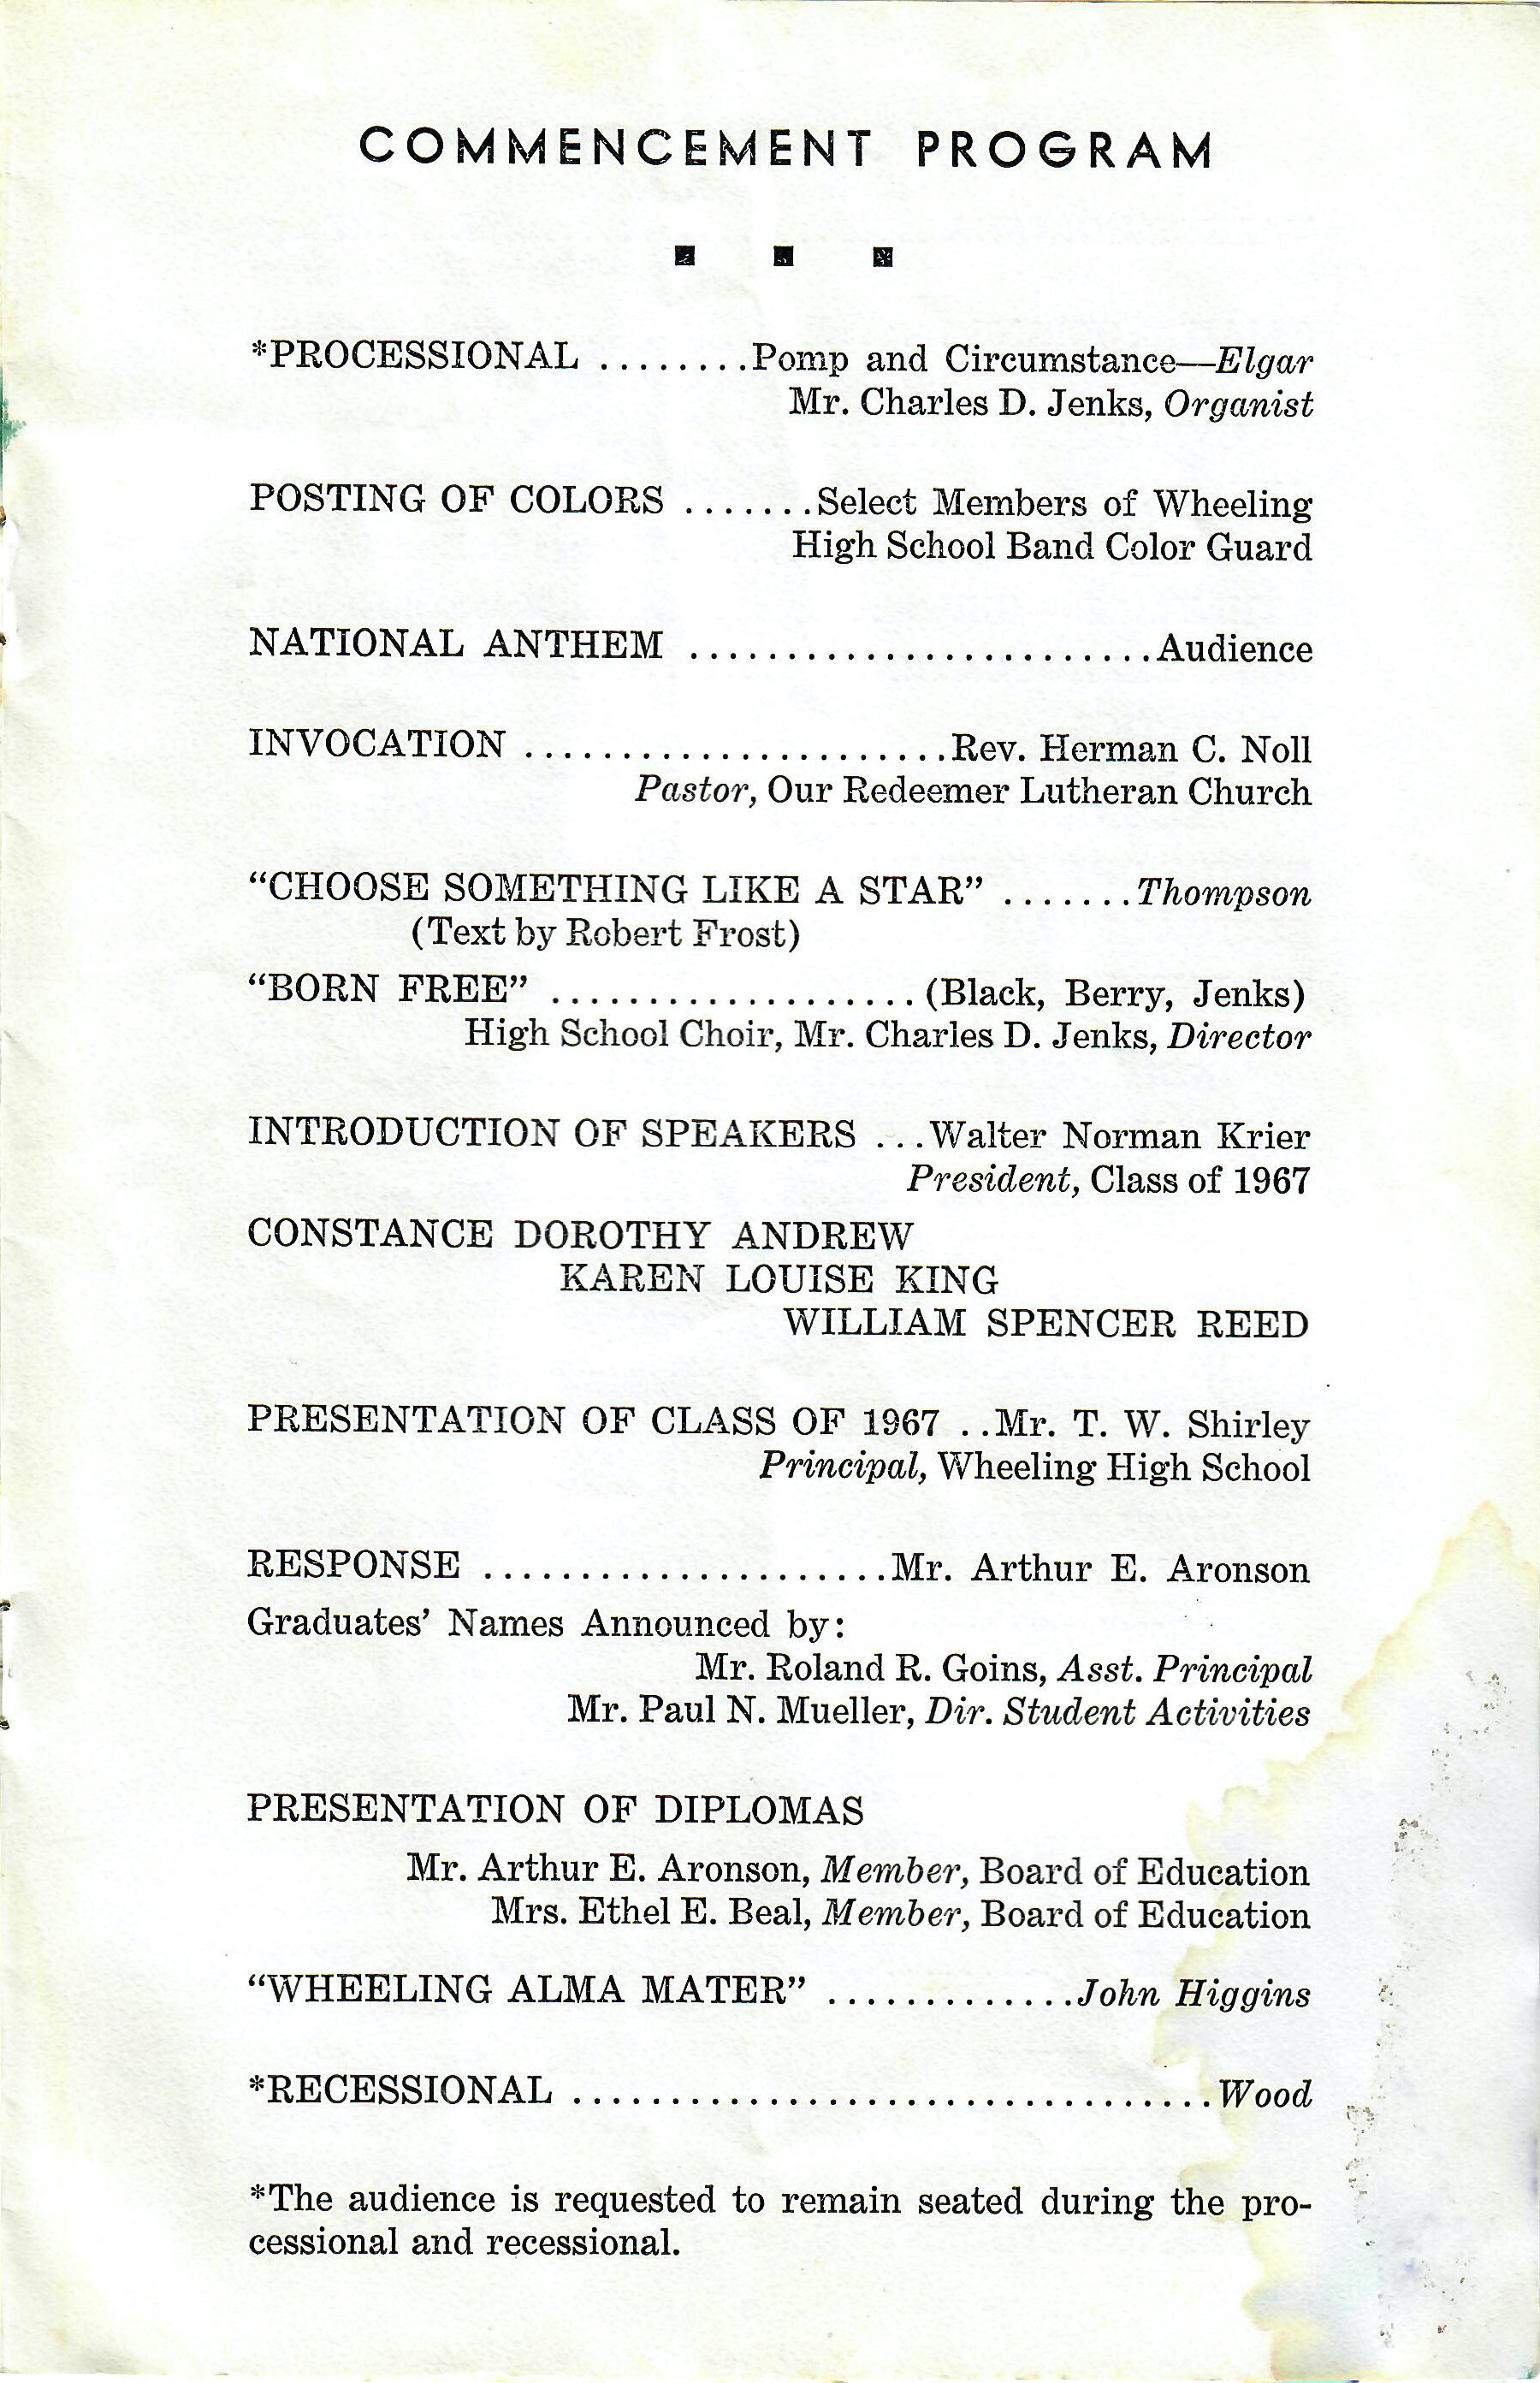 COMMENCEMENT PROGRAM
*PROCESSIONAL ........Pomp and Circumstance—Elgar
Mr. Charles D. Jenks, Organist
POSTING OF COLORS .......Select Members of Wheeling
High School Band Color Guard
NATIONAL ANTHEM ........................Audience
INVOCATION ......................Rev. Herman C. Noll
Pastor, Our Redeemer Lutheran Church
“CHOOSE SOMETHING LIKE A STAR” .......Thompson
(Text by Robert Frost)
“BORN FREE” ...................(Black, Berry, Jenks)
High School Choir, Mr. Charles D. Jenks, Director
INTRODUCTION OF SPEAKERS ...Walter Norman Krier
President, Class of 1967
CONSTANCE DOROTHY ANDREW
KAREN LOUISE KING
WILLIAM SPENCER REED
PRESENTATION OF CLASS OF 1967 ..Mr. T. W. Shirley
Principal, Wheeling High School
RESPONSE .....................Mr. Arthur E. Aronson
Graduates’ Names Announced by:
Mr. Roland R. Goins, Asst. Principal
Mr. Paul N. Mueller, Dir. Student Activities
PRESENTATION OF DIPLOMAS
Mr. Arthur E. Aronson, Member, Board of Education
Mrs. Ethel E. Beal, Member, Board of Education
“WHEELING ALMA MATER” .............John Higgins
*RECESSIONAL .................................Wood
*The audience is requested to remain seated during the pro-
cessional and recessional.